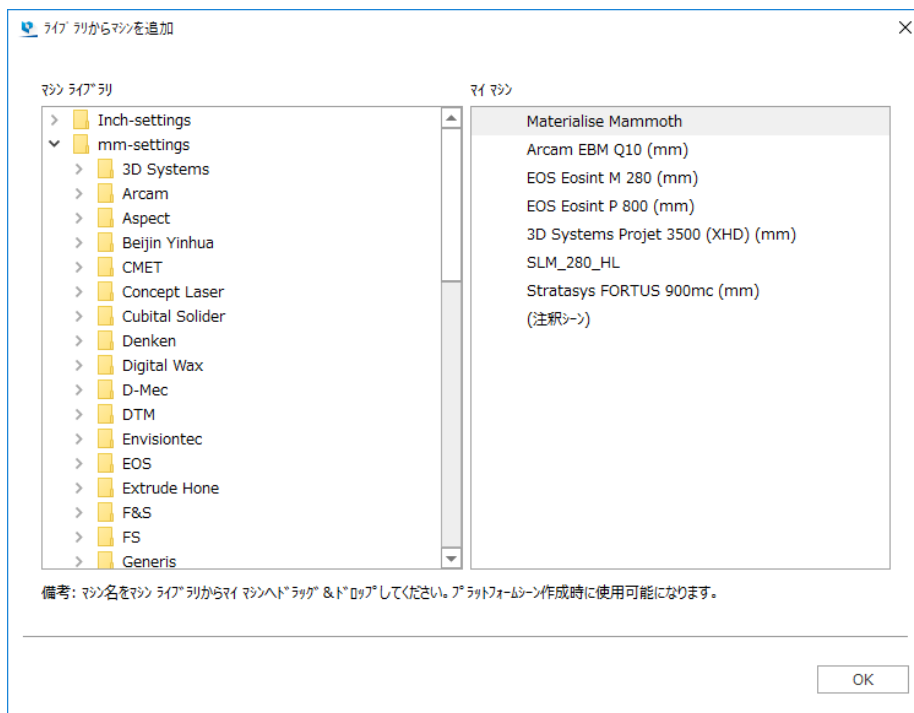 ﾗｲﾌﾞﾗﾘからﾏｼﾝを追加
ﾏｼﾝ ﾗｲﾌﾞﾗﾘ
Inch-settings
mm-settings
3D Systems
Arcam
Aspect
Beijin Yinhua
CMET
Concept Laser
Cubital Solider
Denken
Digital Wax
D-Mec
DTM
Envisiontec
EOS
Extrude Hone
F&S
FS
Generis
ﾏｲ ﾏｼﾝ
Materialise Mammoth
Arcam EBM Q10 (mm)
EOS Eosint M 280 (mm)
EOS Eosint P 800 (mm)
3D Systems Projet 3500 (XHD) (mm)
SLM_280_HL
Stratasys FORTUS 900mc (mm)
(注釈ｼｰﾝ)
備考: ﾏｼﾝ名をﾏｼﾝ ﾗｲﾌﾞﾗﾘからﾏｲ ﾏｼﾝへﾄﾞﾗｯｸﾞ＆ﾄﾞﾛｯﾌﾟしてください。ﾌﾟﾗｯﾄﾌｫｰﾑｼｰﾝ作成時に使用可能になります。
OK